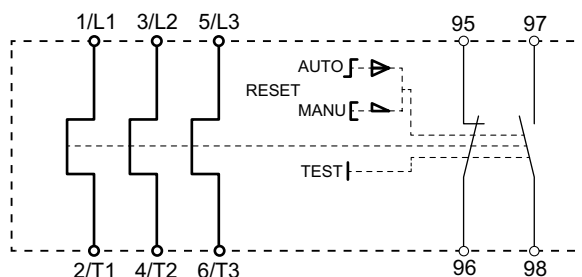 1/L1 3/L2 5/L3 95 97
AUTO
RESET
MANU
TEST
2/T1 4/T2 6/T3 96 98